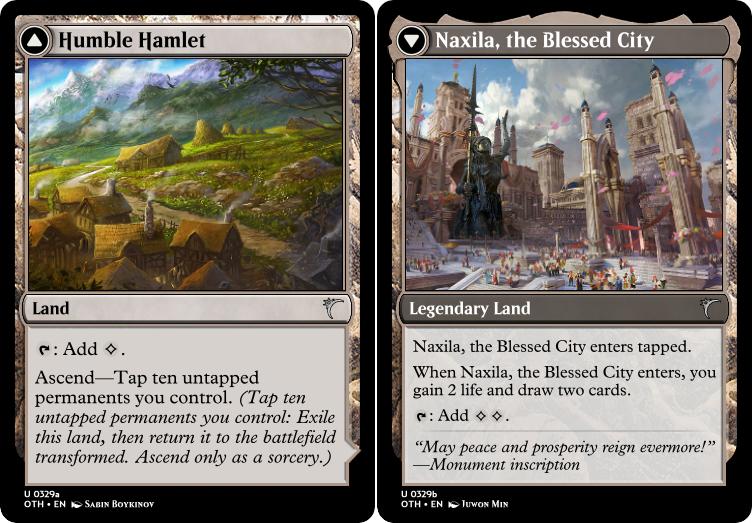 Humble Hamlet
Land
: Add .
Ascend—Tap ten untapped
permanents you control. (Tap ten
untapped permanents you control: Exile
this land, then return it to the battlefield
transformed. Ascend only as a sorcery.)
U 0329a
OTH • EN Sabin Boykinov
Naxila, the Blessed City
Legendary Land
Naxila, the Blessed City enters tapped.
When Naxila, the Blessed City enters, you
gain 2 life and draw two cards.
: Add .
“May peace and prosperity reign evermore!”
—Monument inscription
U 0329b
OTH • EN Juwon Min